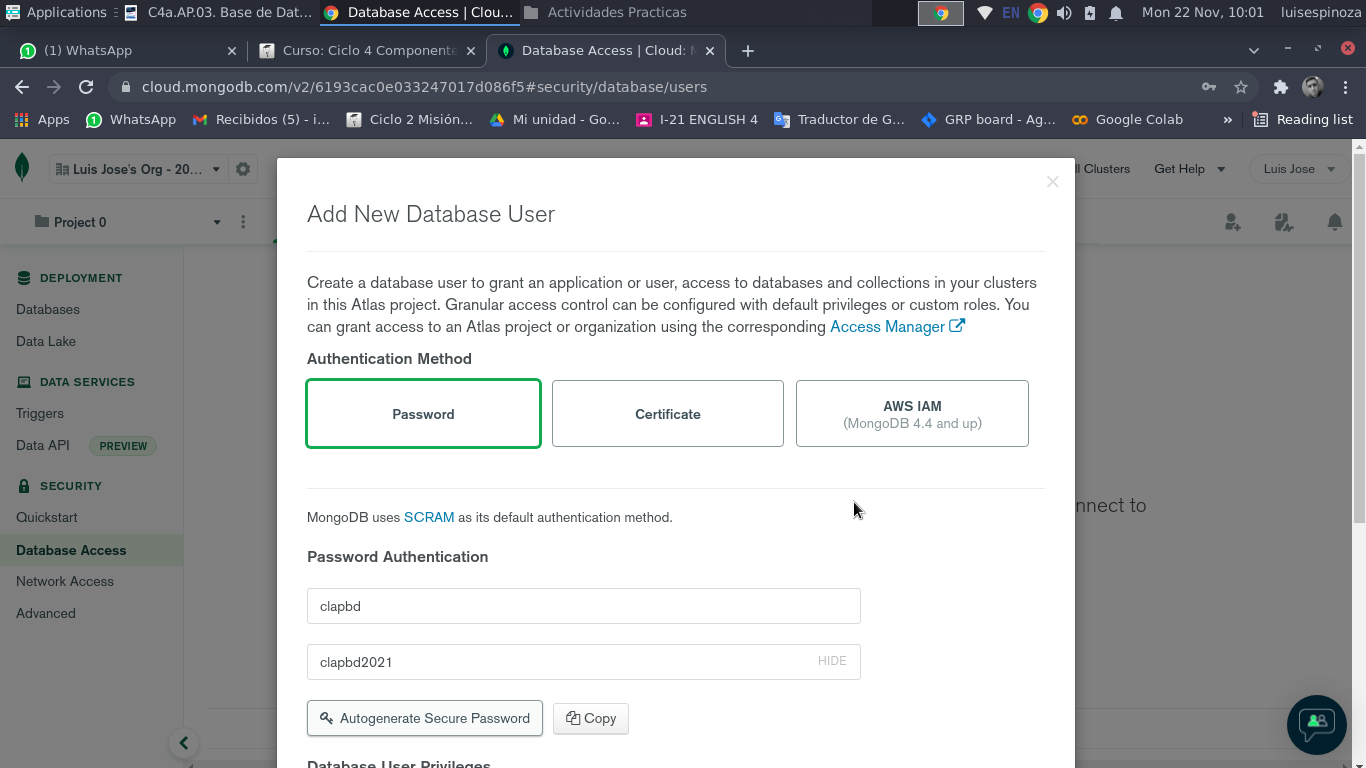 Applications
C4a.AP.03. Base de Dat...
Database Access | Clou...
Actividades Practicas
EN
Mon 22 Nov, 10:01
luisespinoza
(1) WhatsApp
Curso: Ciclo 4 Componente
Database Access | Cloud: M
cloud.mongodb.com/v2/6193cac0e033247017d086f5#security/database/users
Apps
WhatsApp
Recibidos (5) - i...
Ciclo 2 Misión...
Mi unidad - Go...
I-21 ENGLISH 4
Traductor de G...
GRP board - Ag...
Google Colab
»
Reading list
Luis Jose's Org - 20...
ll Clusters
Get Help
Luis Jose
Project 0
DEPLOYMENT
Databases
Data Lake
DATA SERVICES
Triggers
Data API
PREVIEW
SECURITY
Quickstart
Database Access
Network Access
Advanced
Add New Database User
Create a database user to grant an application or user, access to databases and collections in your clusters
in this Atlas project. Granular access control can be configured with default privileges or custom roles. You
can grant access to an Atlas project or organization using the corresponding Access Manager
Authentication Method
Password
Certificate
AWS IAM
(MongoDB 4.4 and up)
nnect to
MongoDB uses SCRAM as its default authentication method.
Password Authentication
clapbd
clapbd2021
HIDE
Autogenerate Secure Password
Copy
Database User Privileges